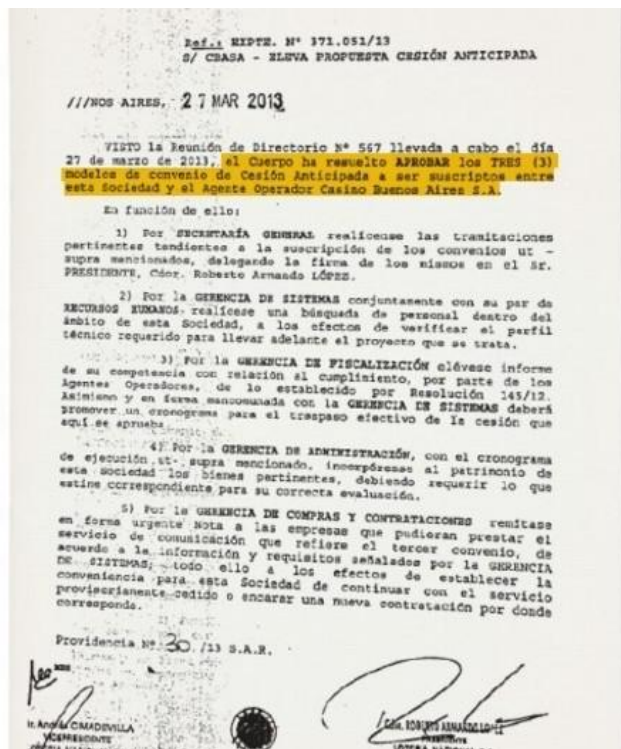 Ref.: EXPTE. Nº 371.051/13
S/ CBASA - ELEVA PROPUESTA CESIÓN ANTICIPADA
///NOS AIRES, 27 MAR 2013
VISTO la Reunión de Directorio Nº 567 llevada a cabo el día
27 de marzo de 2013, el Cuerpo ha resuelto APROBAR los TRES (3)
modelos de convenio de Cesión Anticipada a ser suscriptos entre
esta Sociedad y el Agente Operador Casino Buenos Aires S.A.
En función de ello:
1) Por SECRETARÍA GENERAL realícense las tramitaciones
pertinentes tendientes a la suscripción de los convenios ut -
supra mencionados, delegando la firma de los mismos en el Sr.
PRESIDENTE, Cdor. Roberto Armando LÓPEZ.
2) Por la GERENCIA DE SISTEMAS conjuntamente con su par de
RECURSOS HUMANOS realícese una búsqueda de personal dentro del
ámbito de esta Sociedad, a los efectos de verificar el perfil
técnico requerido para llevar adelante el proyecto que se trata.
3) Por la GERENCIA DE FISCALIZACIÓN elévese informe
de su competencia con relación al cumplimiento, por parte de los
Agentes Operadores, de lo establecido por Resolución 145/12.
Asimismo y en forma mancomunada con la GERENCIA DE SISTEMAS deberá
promover un cronograma para el traspaso efectivo de la cesión que
aquí se aprueba.
4) Por la GERENCIA DE ADMINISTRACIÓN, con el cronograma
de ejecución ut- supra mencionado, incorpórense al patrimonio de
esta Sociedad los bienes pertinentes, debiendo requerir lo que
estime correspondiente para su correcta evaluación.
5) Por la GERENCIA DE COMPRAS Y CONTRATACIONES remítase
en forma urgente Nota a las empresas que pudieran prestar el
servicio de comunicación que refiere el tercer convenio, de
acuerdo a la información y requisitos señalados por la GERENCIA
DE SISTEMAS; todo ello a los efectos de establecer la
conveniencia para esta Sociedad de continuar con el servicio
provisoriamente cedido o encarar una nueva contratación por donde
corresponda.
Providencia Nº 30 /13 S.A.R.
CIMADEVILLA
VICEPRESIDENTE
Cdor. ROBERTO ARMANDO LOPEZ
PRESIDENTE